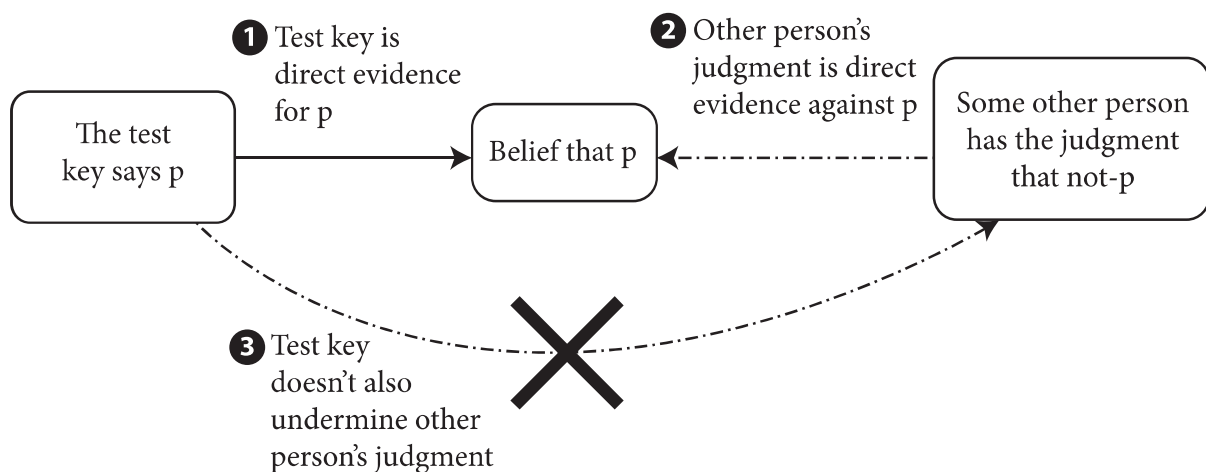 1 Test key is
direct evidence
for p
2 Other person’s
judgment is direct
evidence against p
The test
key says p
Belief that p
Some other person
has the judgment
that not-p
3 Test key
doesn’t also
undermine other
person’s judgment